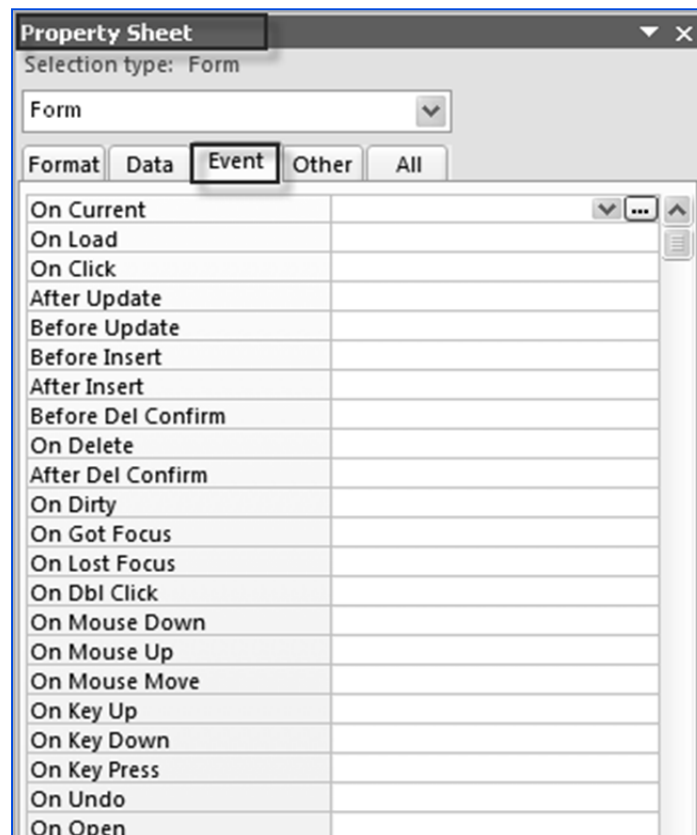 Property Sheet
Selection type: Form
Form
Format Data Event Other All
On Current
On Load
On Click
After Update
Before Update
Before Insert
After Insert
Before Del Confirm
On Delete
After Del Confirm
On Dirty
On Got Focus
On Lost Focus
On Dbl Click
On Mouse Down
On Mouse Up
On Mouse Move
On Key Up
On Key Down
On Key Press
On Undo
On Open